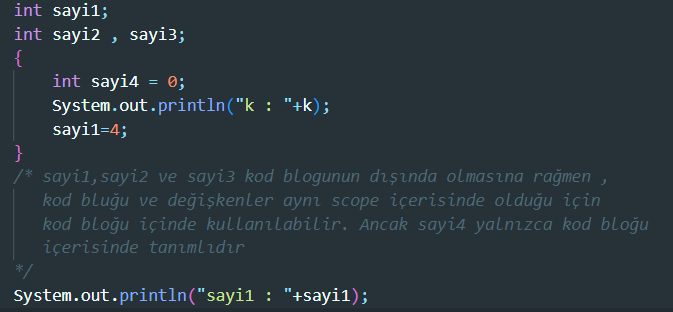 int sayi1;
int sayi2 , sayi3;
{
int sayi4 = 0;
System.out.println("k : "+k);
sayi1=4;
}
/* sayi1,sayi2 ve sayi3 kod blogunun dışında olmasına rağmen ,
kod bluğu ve değişkenler aynı scope içerisinde olduğu için
kod bloğu içinde kullanılabilir. Ancak sayi4 yalnızca kod bloğu
içerisinde tanımlıdır
*/
System.out.println("sayi1 : "+sayi1);